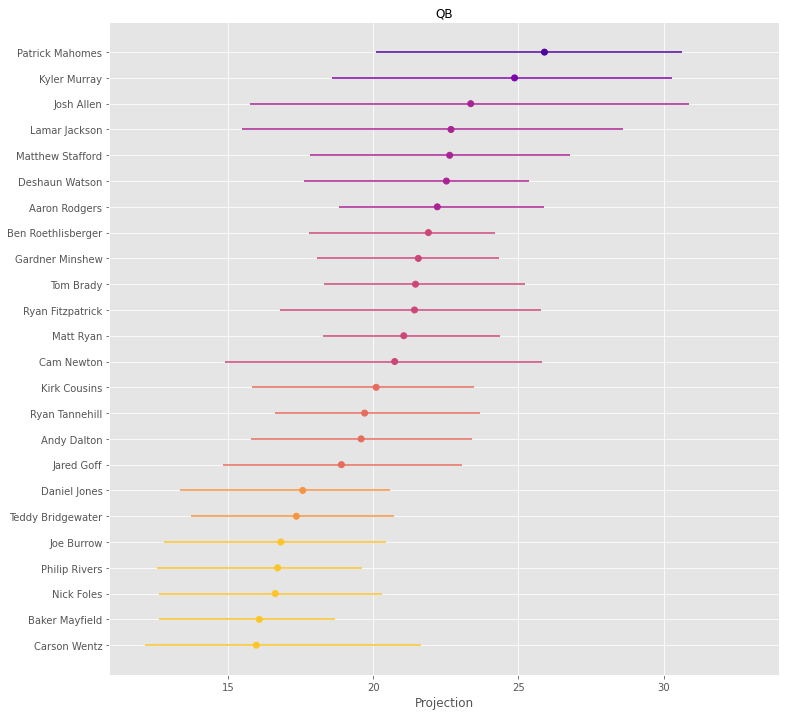 QB
Patrick Mahomes
Kyler Murray
Josh Allen
Lamar Jackson
Matthew Stafford
Deshaun Watson
Aaron Rodgers
Ben Roethlisberger
Gardner Minshew
Tom Brady
Ryan Fitzpatrick
Matt Ryan
Cam Newton
Kirk Cousins
Ryan Tannehill
Andy Dalton
Jared Goff
Daniel Jones
Teddy Bridgewater
Joe Burrow
Philip Rivers
Nick Foles
Baker Mayfield
Carson Wentz
15 20 25 30
Projection